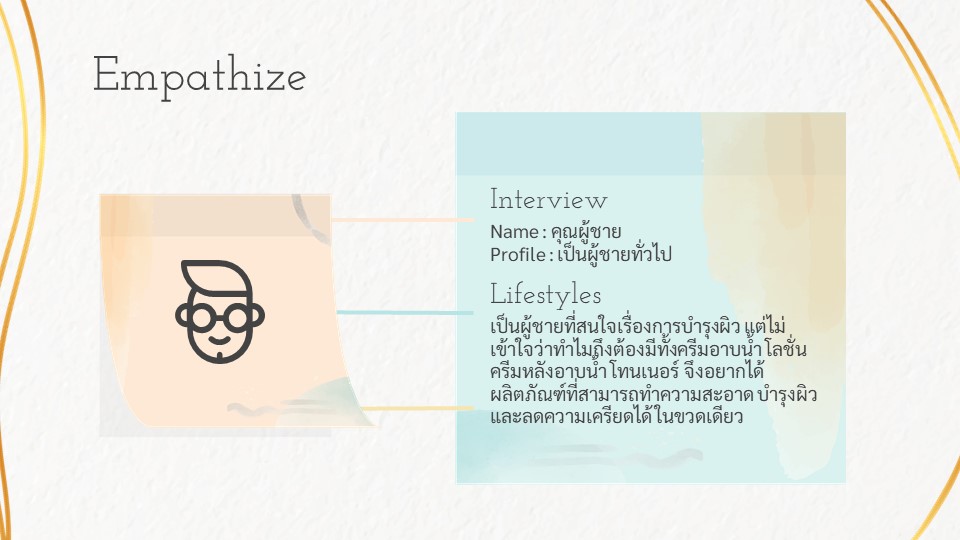 Empathize
Interview
Name : คุณผู้ชาย
Profile : เป็นผู้ชายทั่วไป
Lifestyles
เป็นผู้ชายที่สนใจเรื่องการบำรุงผิว แต่ไม่
เข้าใจว่าทำไมถึงต้องมีทั้งครีมอาบน้ำ โลชั่น
ครีมหลังอาบน้ำ โทนเนอร์ จึงอยากได้
ผลิตภัณฑ์ที่สามารถทำความสะอาด บำรุงผิว
และลดความเครียดได้ในขวดเดียว